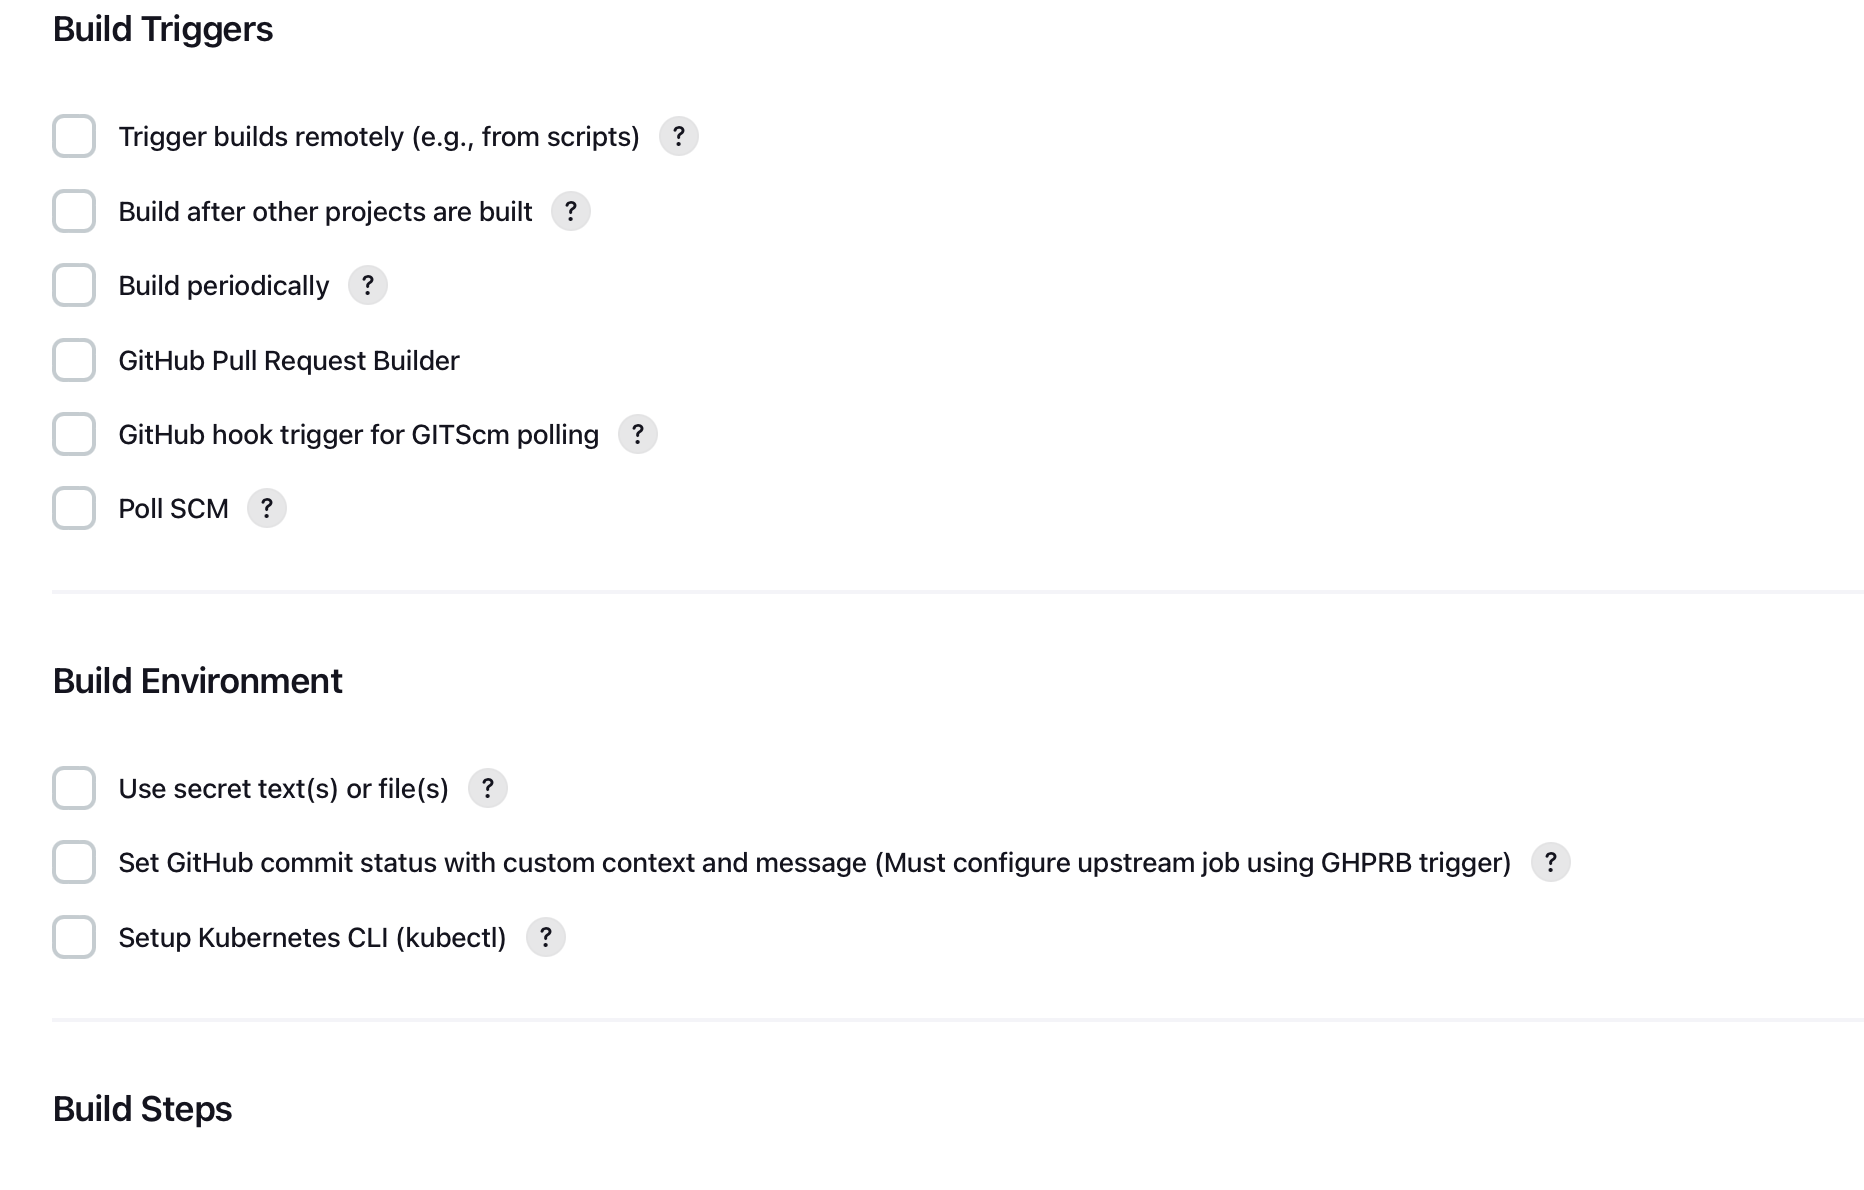 Build Triggers
Trigger builds remotely (e.g., from scripts) ?
Build after other projects are built ?
Build periodically ?
GitHub Pull Request Builder
GitHub hook trigger for GITScm polling ?
Poll SCM ?
Build Environment
Use secret text(s) or file(s) ?
Set GitHub commit status with custom context and message (Must configure upstream job using GHPRB trigger) ?
Setup Kubernetes CLI (kubectl) ?
Build Steps